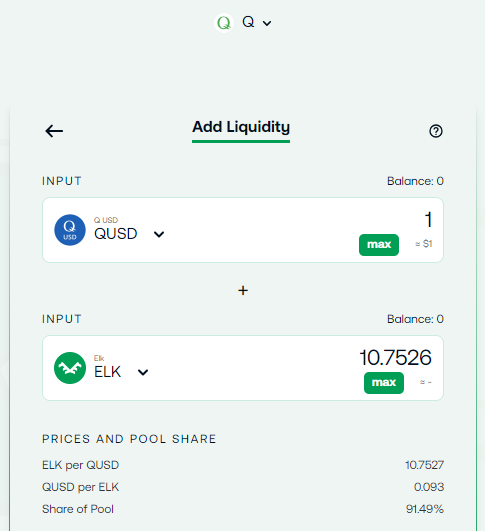 Q
Add Liquidity
INPUT Balance: 0
Q USD
QUSD 1
USD max ≈ $1
+
INPUT Balance: 0
Elk 10.7526
ELK
max ≈ -
PRICES AND POOL SHARE
ELK per QUSD 10.7527
QUSD per ELK 0.093
Share of Pool 91.49%